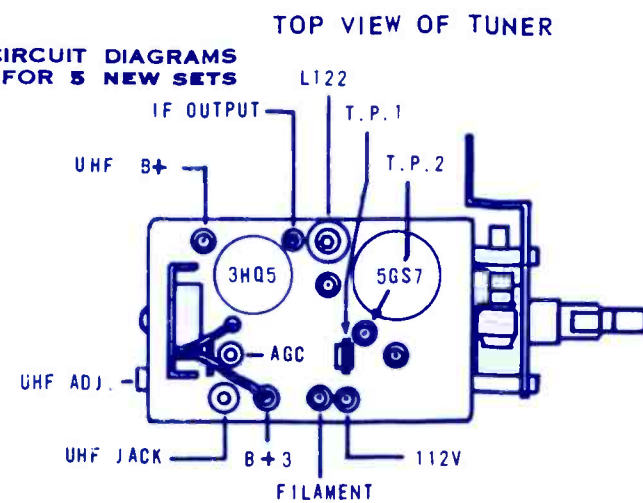 TOP VIEW OF TUNER
CIRCUIT DIAGRAMS
FOR 5 NEW SETS
L122
IF OUTPUT
T.P.1
UHF B+
T.P.2
3HQ5
5GS7
AGC
UHF ADJ.
UHF JACK
B+3
112V
FILAMENT